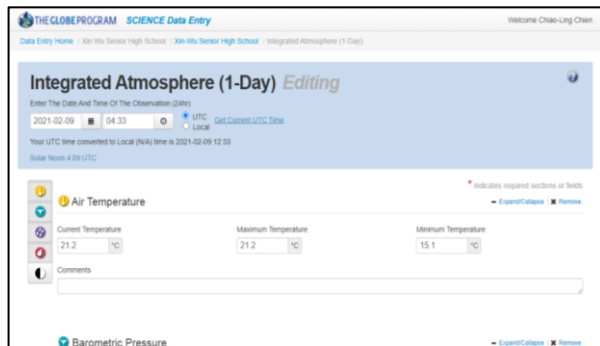 THE GLOBE PROGRAM SCIENCE Data Entry
Welcome Chiao-Ling Chien
Data Entry Home / Xin Wu Senior High School / Xin-Wu Senior High School / Integrated Atmosphere (1-Day)
Integrated Atmosphere (1-Day) Editing
Enter The Date And Time Of The Observation (24hr)
2021-02-09 04:33 UTC Get Current UTC Time
Local
Your UTC time converted to Local (N/A) time is 2021-02-09 12:33
Solar Noon 4:09 UTC
* indicates required sections or fields
Air Temperature
Expand/Collapse | ✖ Remove
Current Temperature Maximum Temperature Minimum Temperature
21.2 °C 21.2 °C 15.1 °C
Comments
Barometric Pressure
Expand/Collapse | ✖ Remove